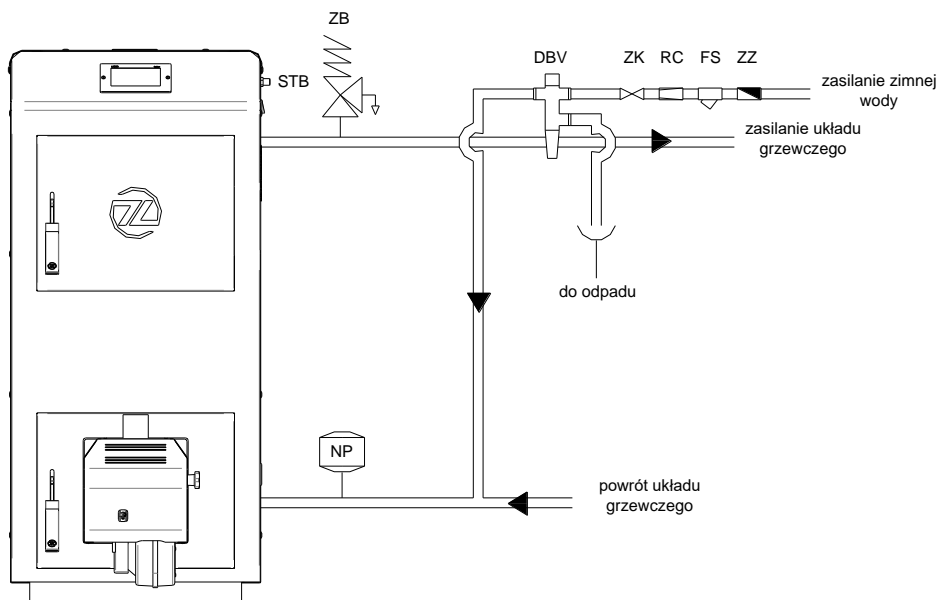 ZB
STB
DBV
ZK
RC
FS
ZZ
zasilanie zimnej
wody
zasilanie układu
grzewczego
do odpadu
NP
powrót układu
grzewczego